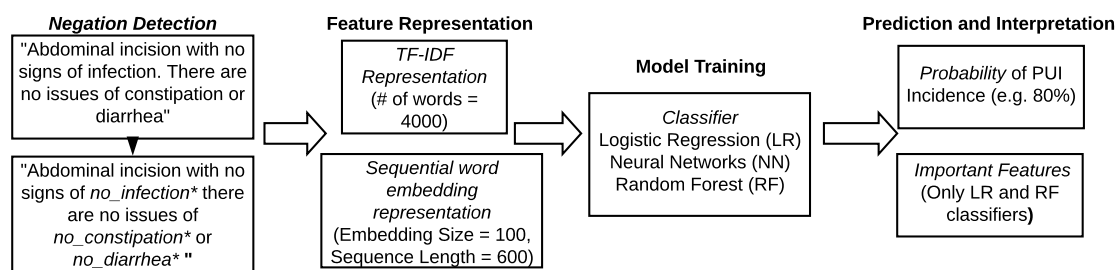 Negation Detection
"Abdominal incision with no
signs of infection. There are
no issues of constipation or
diarrhea"
"Abdominal incision with no
signs of no_infection* there
are no issues of
no_constipation* or
no_diarrhea* "
Feature Representation
TF-IDF
Representation
(# of words =
4000)
Sequential word
embedding
representation
(Embedding Size = 100,
Sequence Length = 600)
Model Training
Classifier
Logistic Regression (LR)
Neural Networks (NN)
Random Forest (RF)
Prediction and Interpretation
Probability of PUI
Incidence (e.g. 80%)
Important Features
(Only LR and RF
classifiers)